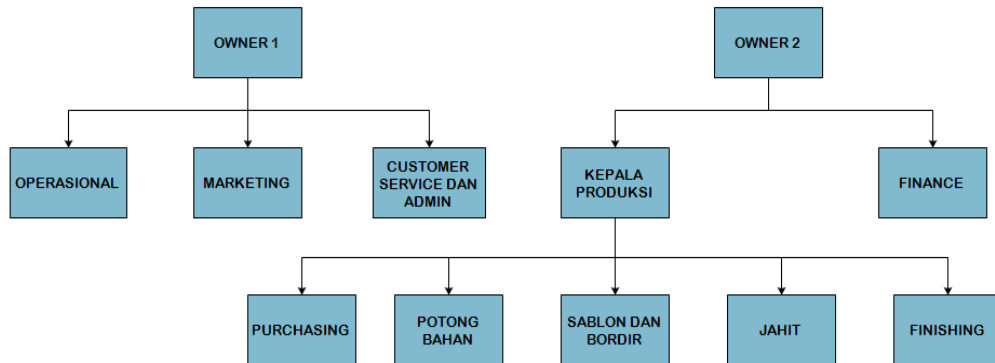 OWNER 1
OWNER 2
OPERASIONAL
MARKETING
CUSTOMER
SERVICE DAN
ADMIN
KEPALA
PRODUKSI
FINANCE
PURCHASING
POTONG
BAHAN
SABLON DAN
BORDIR
JAHIT
FINISHING